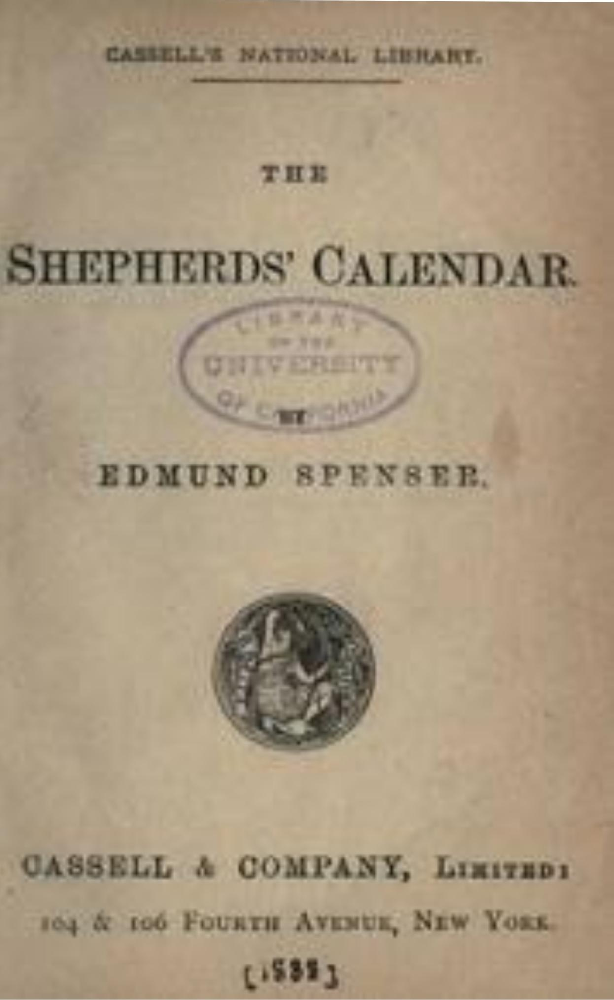 CASSELL'S NATIONAL LIBRARY.
THE
SHEPHERDS' CALENDAR.
LIBRARY
OF THE
UNIVERSITY
OF CALIFORNIA
BY
EDMUND SPENSER.
CASSELL & COMPANY, LIMITED:
104 & 106 FOURTH AVENUE, NEW YORK.